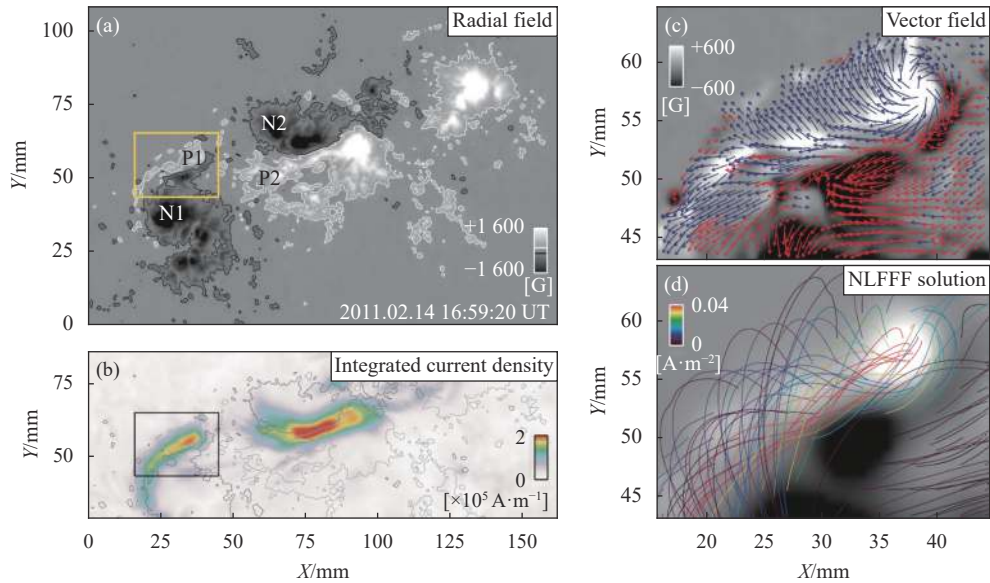 (a)
Radial field
100
75
50
25
0
Y/mm
N2
P1
P2
N1
+1 600
−1 600
[G]
2011.02.14 16:59:20 UT
(b)
Integrated current density
75
50
Y/mm
2
0
[×10⁵ A·m⁻¹]
0 25 50 75 100 125 150
X/mm
(c)
Vector field
+600
−600
[G]
60
55
50
45
Y/mm
(d)
NLFFF solution
0.04
0
[A·m⁻²]
60
55
50
45
Y/mm
20 25 30 35 40
X/mm